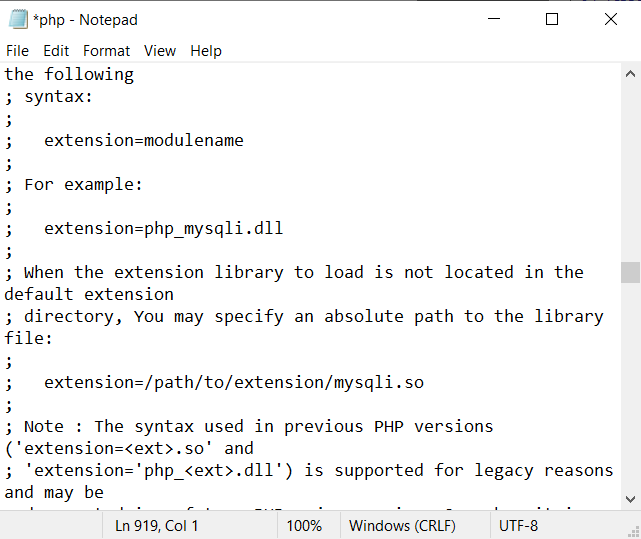 *php - Notepad
File Edit Format View Help
the following
; syntax:
;
;   extension=modulename
;
; For example:
;
;   extension=php_mysqli.dll
;
; When the extension library to load is not located in the
default extension
; directory, You may specify an absolute path to the library
file:
;
;   extension=/path/to/extension/mysqli.so
;
; Note : The syntax used in previous PHP versions
('extension=<ext>.so' and
; 'extension='php_<ext>.dll') is supported for legacy reasons
and may be
Ln 919, Col 1 100% Windows (CRLF) UTF-8